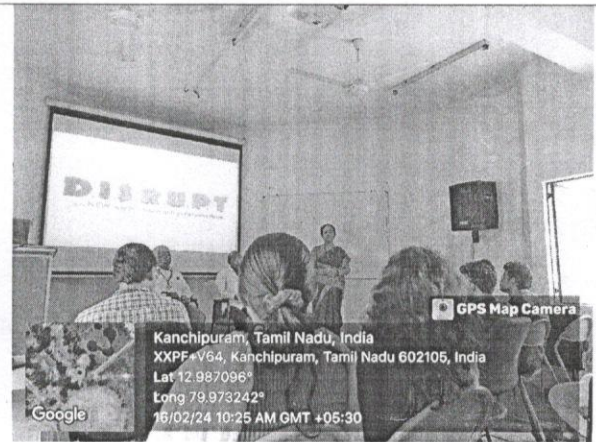 DISRUPT
GPS Map Camera
Kanchipuram, Tamil Nadu, India
XXPF+V64, Kanchipuram, Tamil Nadu 602105, India
Lat 12.987096°
Long 79.973242°
16/02/24 10:25 AM GMT +05:30
Google